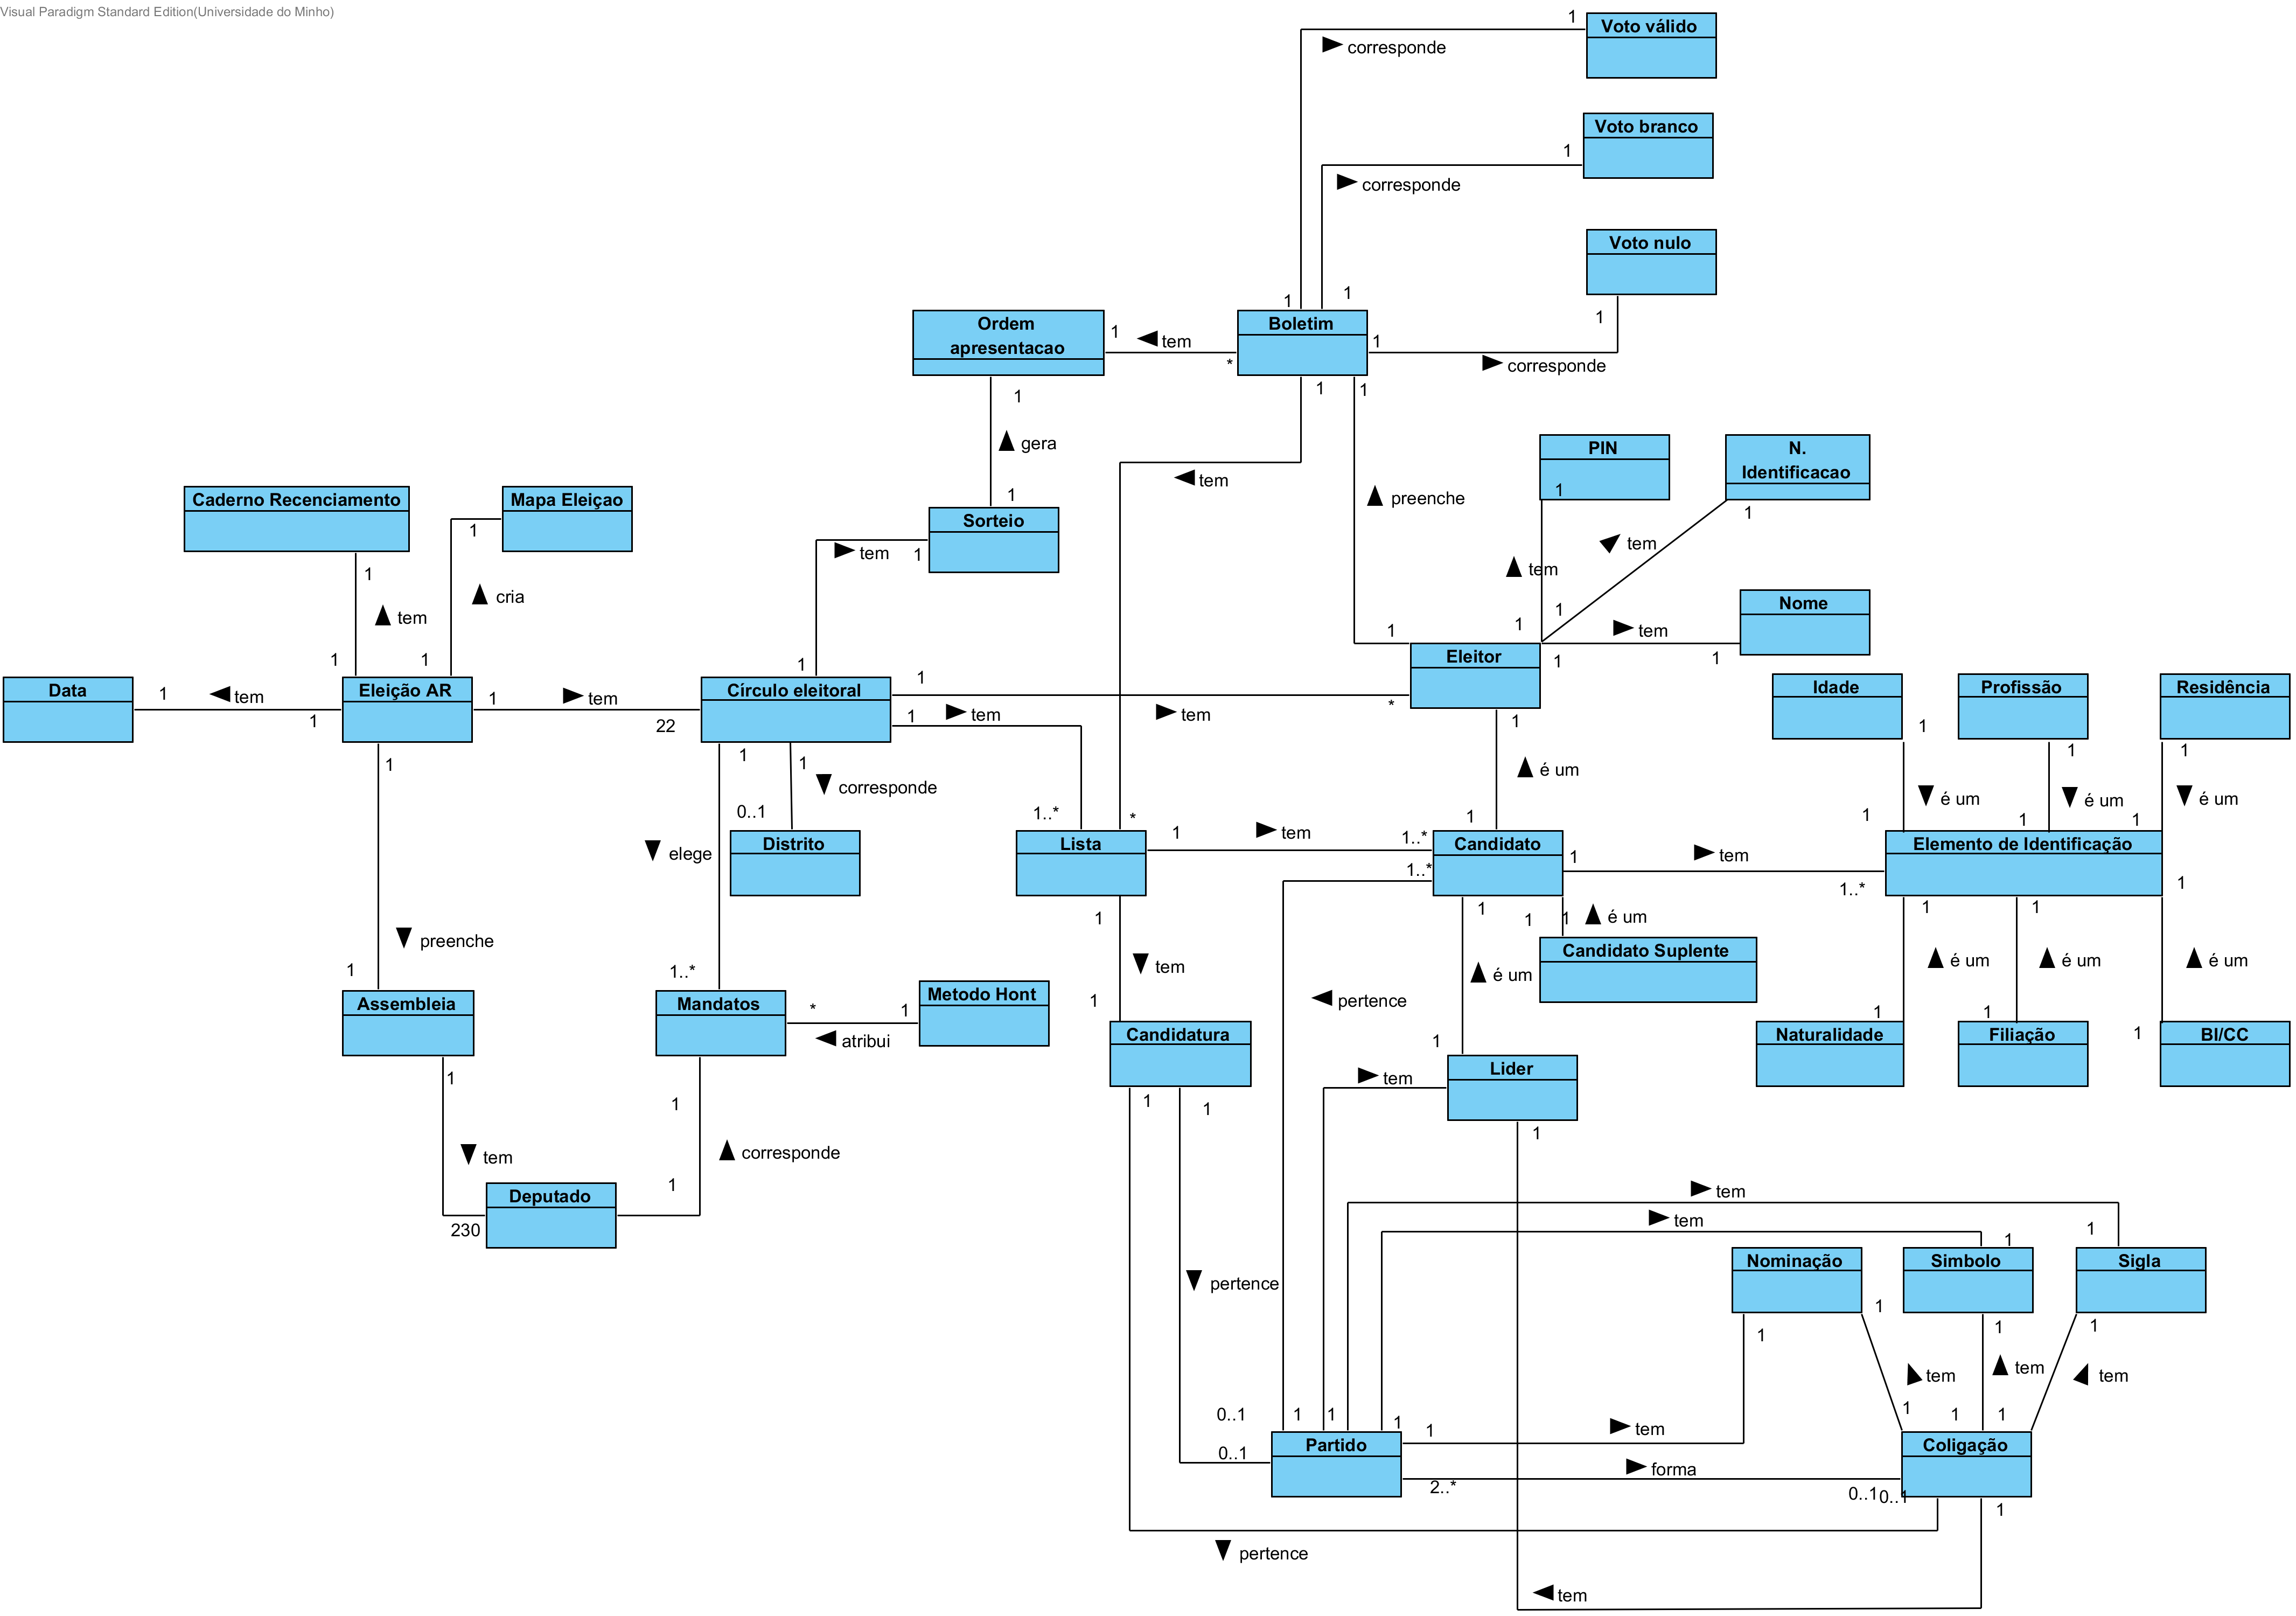 Visual Paradigm Standard Edition(Universidade do Minho)
1
Voto válido
corresponde
Voto branco
1
corresponde
Voto nulo
1
1
1
Ordem
apresentacao
1
tem
*
Boletim
1
corresponde
1
1
1
gera
1
Sorteio
tem
1
tem
preenche
PIN
1
N.
Identificacao
1
tem
tem
Caderno Recenciamento
Mapa Eleiçao
1
1
cria
tem
1
1
1
1
1
1
Nome
tem
1
1
Eleitor
Data
1
tem
1
Eleição AR
1
tem
22
Círculo eleitoral
1
1
tem
tem
*
1
Idade
Profissão
Residência
1
1
1
1
1
1
corresponde
é um
é um
é um
é um
0..1
Distrito
elege
1..*
*
Lista
1
tem
1..*
1..*
1
Candidato
1
tem
1..*
1
1
1
Elemento de Identificação
1
1
1
1
1
1
é um
Candidato Suplente
1
1
preenche
1
tem
é um
é um
é um
é um
1
1..*
Assembleia
Mandatos
*
1
Metodo Hont
atribui
1
Candidatura
pertence
1
1
1
Naturalidade
Filiação
BI/CC
1
Lider
tem
1
1
1
1
1
tem
corresponde
1
Deputado
230
tem
tem
1
1
Nominação
Simbolo
Sigla
pertence
1
1
1
1
tem
tem
tem
0..1
1
1
1
1
1
1
1
0..1
Partido
tem
Coligação
forma
2..*
0..1
0..1
1
pertence
tem